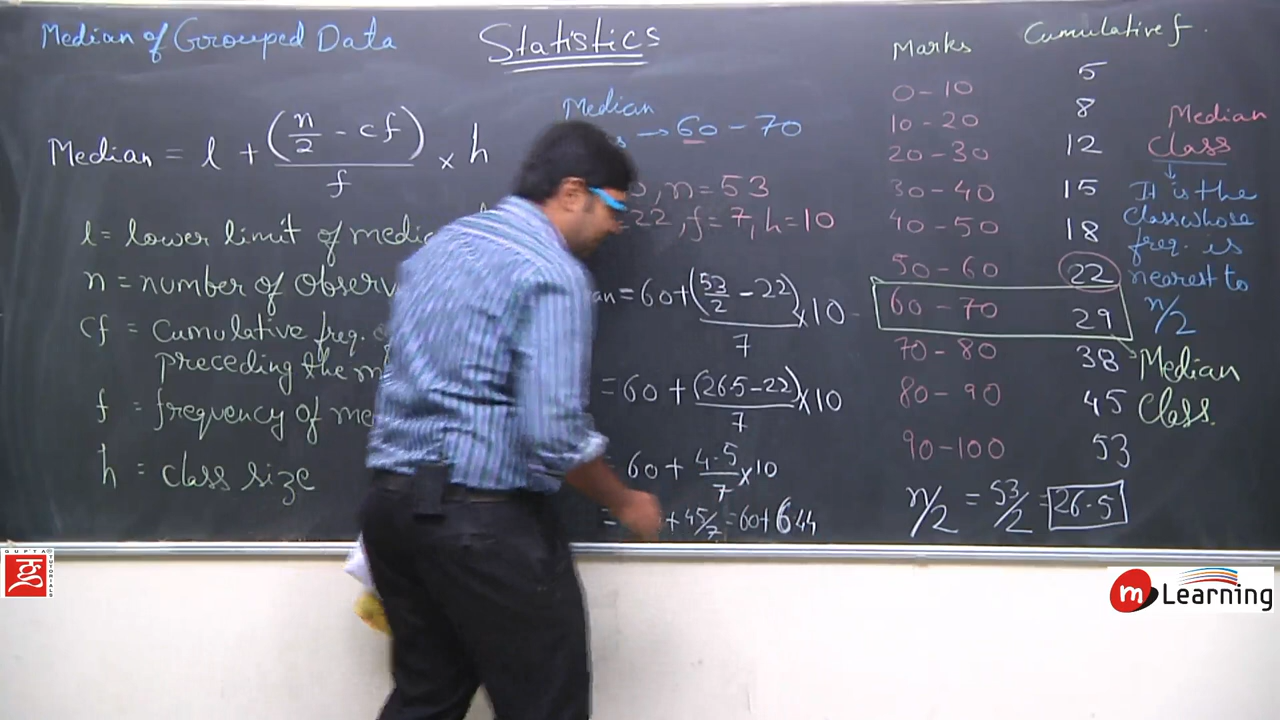 Median of Grouped Data
Statistics
Median = l + (n/2 - cf)/f × h
l = lower limit of
n = number of
cf = Cumulative freq.
preceding the
f = frequency of
h = class size
Median
→ 60 - 70
, n = 53
22, f = 7, h = 10
= 60 + (53/2 - 22)/7 × 10
= 60 + (26.5 - 22)/7 × 10
60 + 4.5/7 × 10
= + 45/7 = 60 + 6.44
Marks Cumulative f.
0 - 10 5
10 - 20 8
20 - 30 12
30 - 40 15
40 - 50 18
50 - 60 22
60 - 70 29
70 - 80 38
80 - 90 45
90 - 100 53
n/2 = 53/2 = 26.5
Median
Class
It is the
class whose
freq. is
nearest to
n/2
Median
Class.
GUPTA
TUTORIALS
m Learning